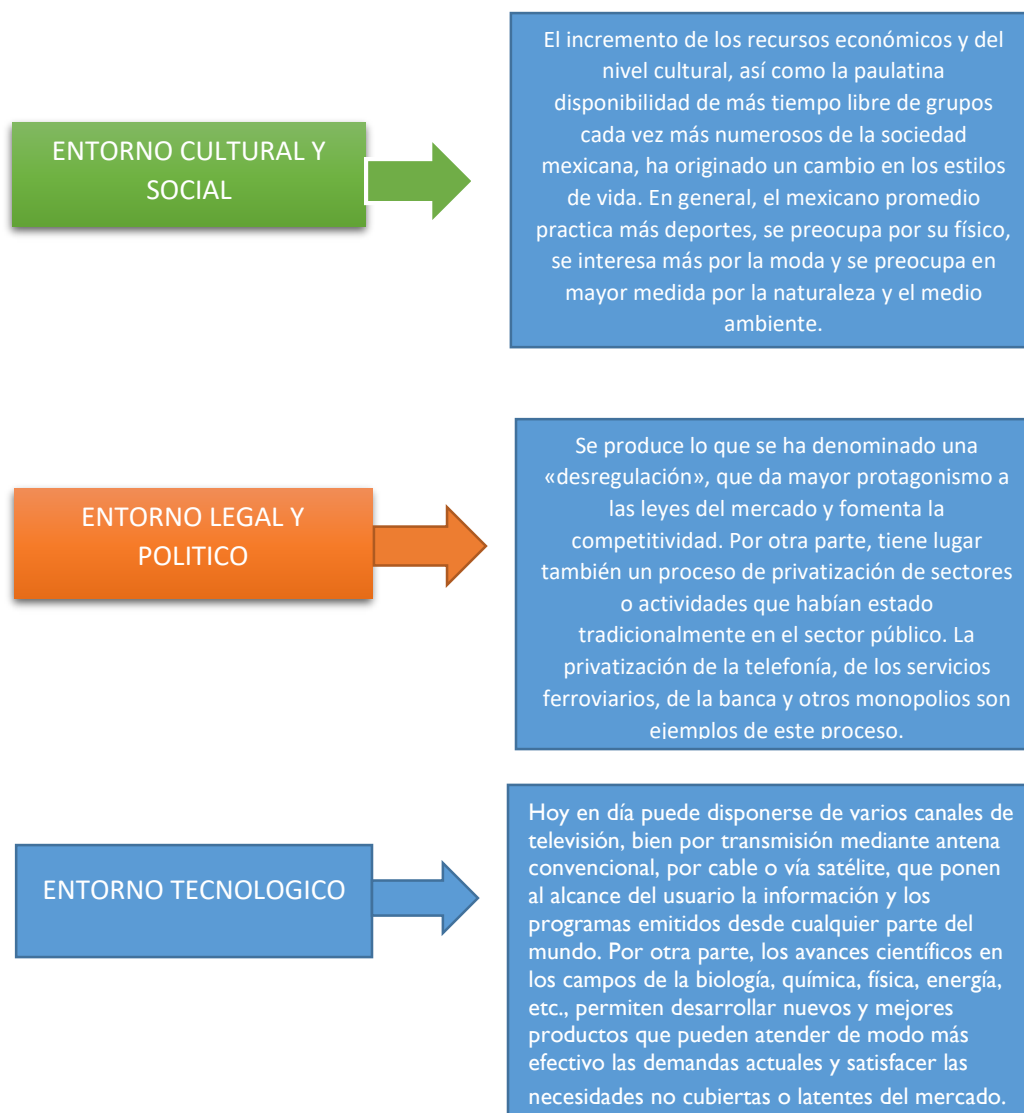 ENTORNO CULTURAL Y
SOCIAL
El incremento de los recursos económicos y del
nivel cultural, así como la paulatina
disponibilidad de más tiempo libre de grupos
cada vez más numerosos de la sociedad
mexicana, ha originado un cambio en los estilos
de vida. En general, el mexicano promedio
practica más deportes, se preocupa por su físico,
se interesa más por la moda y se preocupa en
mayor medida por la naturaleza y el medio
ambiente.
ENTORNO LEGAL Y
POLITICO
Se produce lo que se ha denominado una
«desregulación», que da mayor protagonismo a
las leyes del mercado y fomenta la
competitividad. Por otra parte, tiene lugar
también un proceso de privatización de sectores
o actividades que habían estado
tradicionalmente en el sector público. La
privatización de la telefonía, de los servicios
ferroviarios, de la banca y otros monopolios son
ejemplos de este proceso.
ENTORNO TECNOLOGICO
Hoy en día puede disponerse de varios canales de
televisión, bien por transmisión mediante antena
convencional, por cable o vía satélite, que ponen
al alcance del usuario la información y los
programas emitidos desde cualquier parte del
mundo. Por otra parte, los avances científicos en
los campos de la biología, química, física, energía,
etc., permiten desarrollar nuevos y mejores
productos que pueden atender de modo más
efectivo las demandas actuales y satisfacer las
necesidades no cubiertas o latentes del mercado.